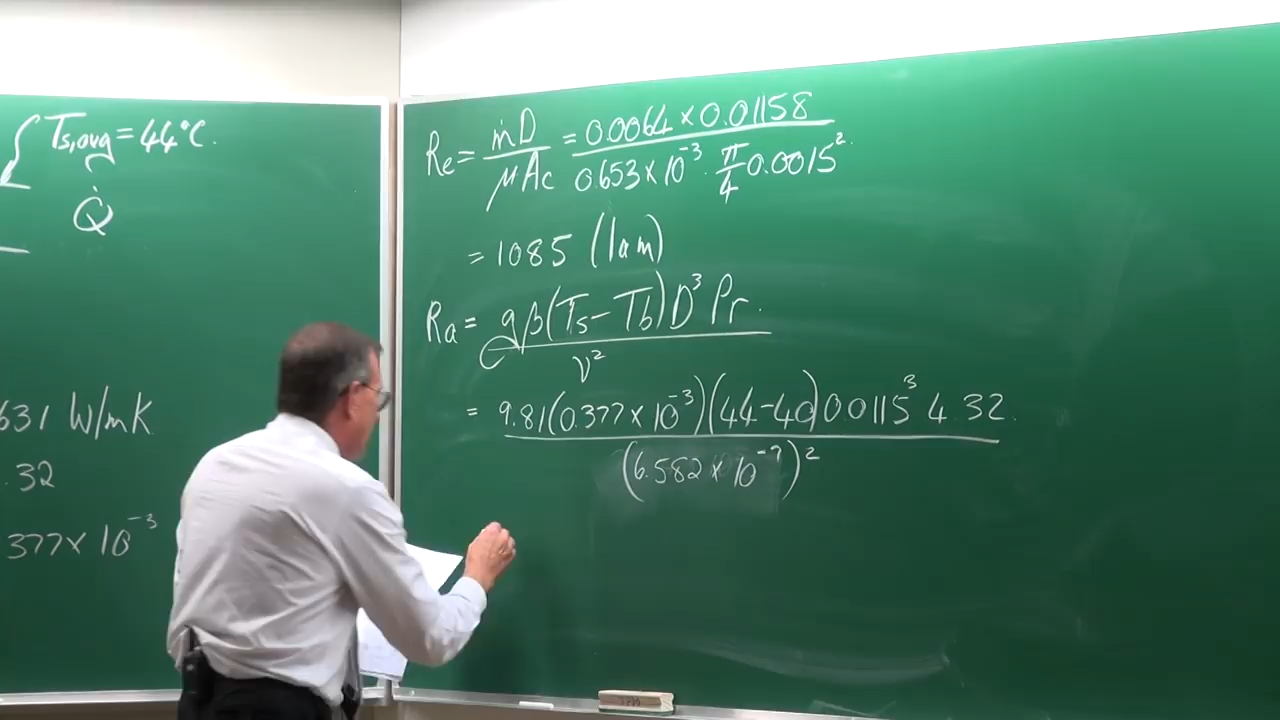 Ts,avg = 44°C.
Q̇
631 W/mK
.32
377 × 10⁻³
Re = ṁD / μAc = 0.0064 × 0.01158 / 0.653 × 10⁻³ · π/4 0.0015²
= 1085 (lam)
Ra = gβ(Ts − Tb)D³ Pr. / ν²
= 9.81(0.377 × 10⁻³)(44−40)0.0115³ 4.32. / (6.582 × 10⁻⁷)²